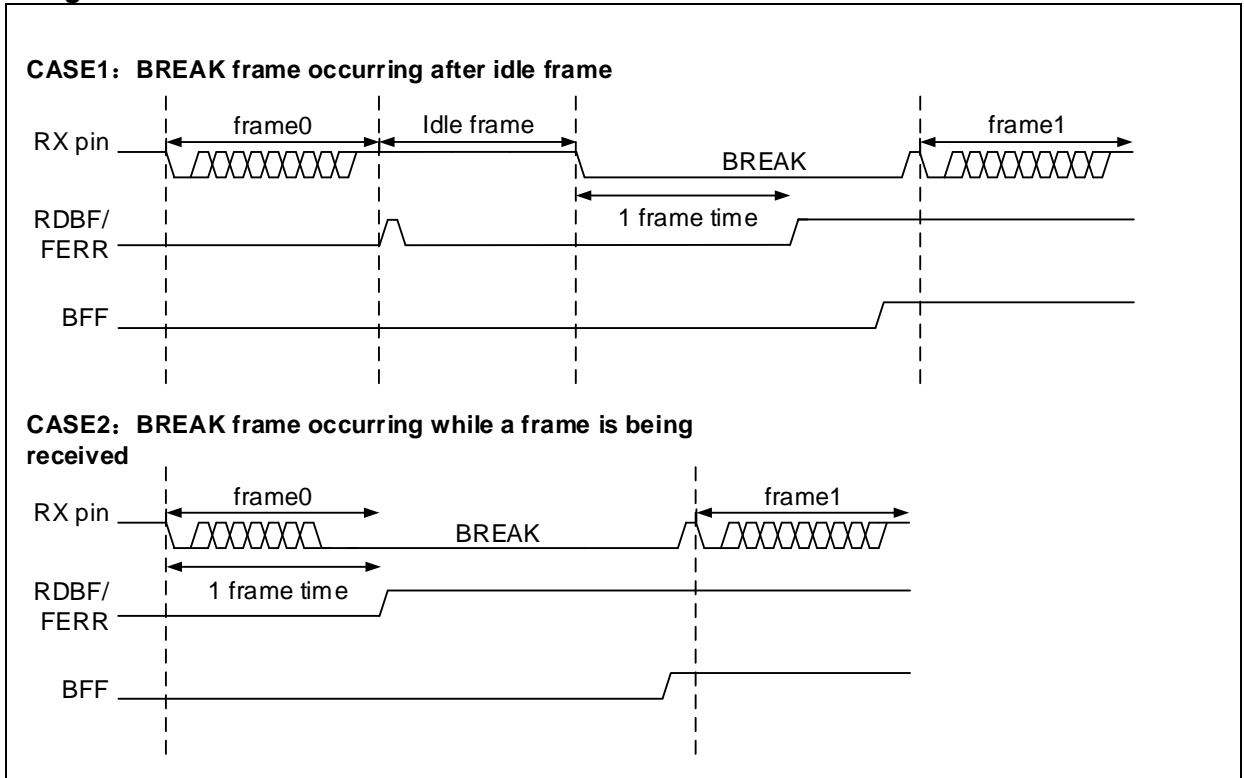 CASE1：BREAK frame occurring after idle frame
frame0
Idle frame
frame1
RX pin
BREAK
1 frame time
RDBF/
FERR
BFF
CASE2：BREAK frame occurring while a frame is being
received
frame0
frame1
RX pin
BREAK
1 frame time
RDBF/
FERR
BFF